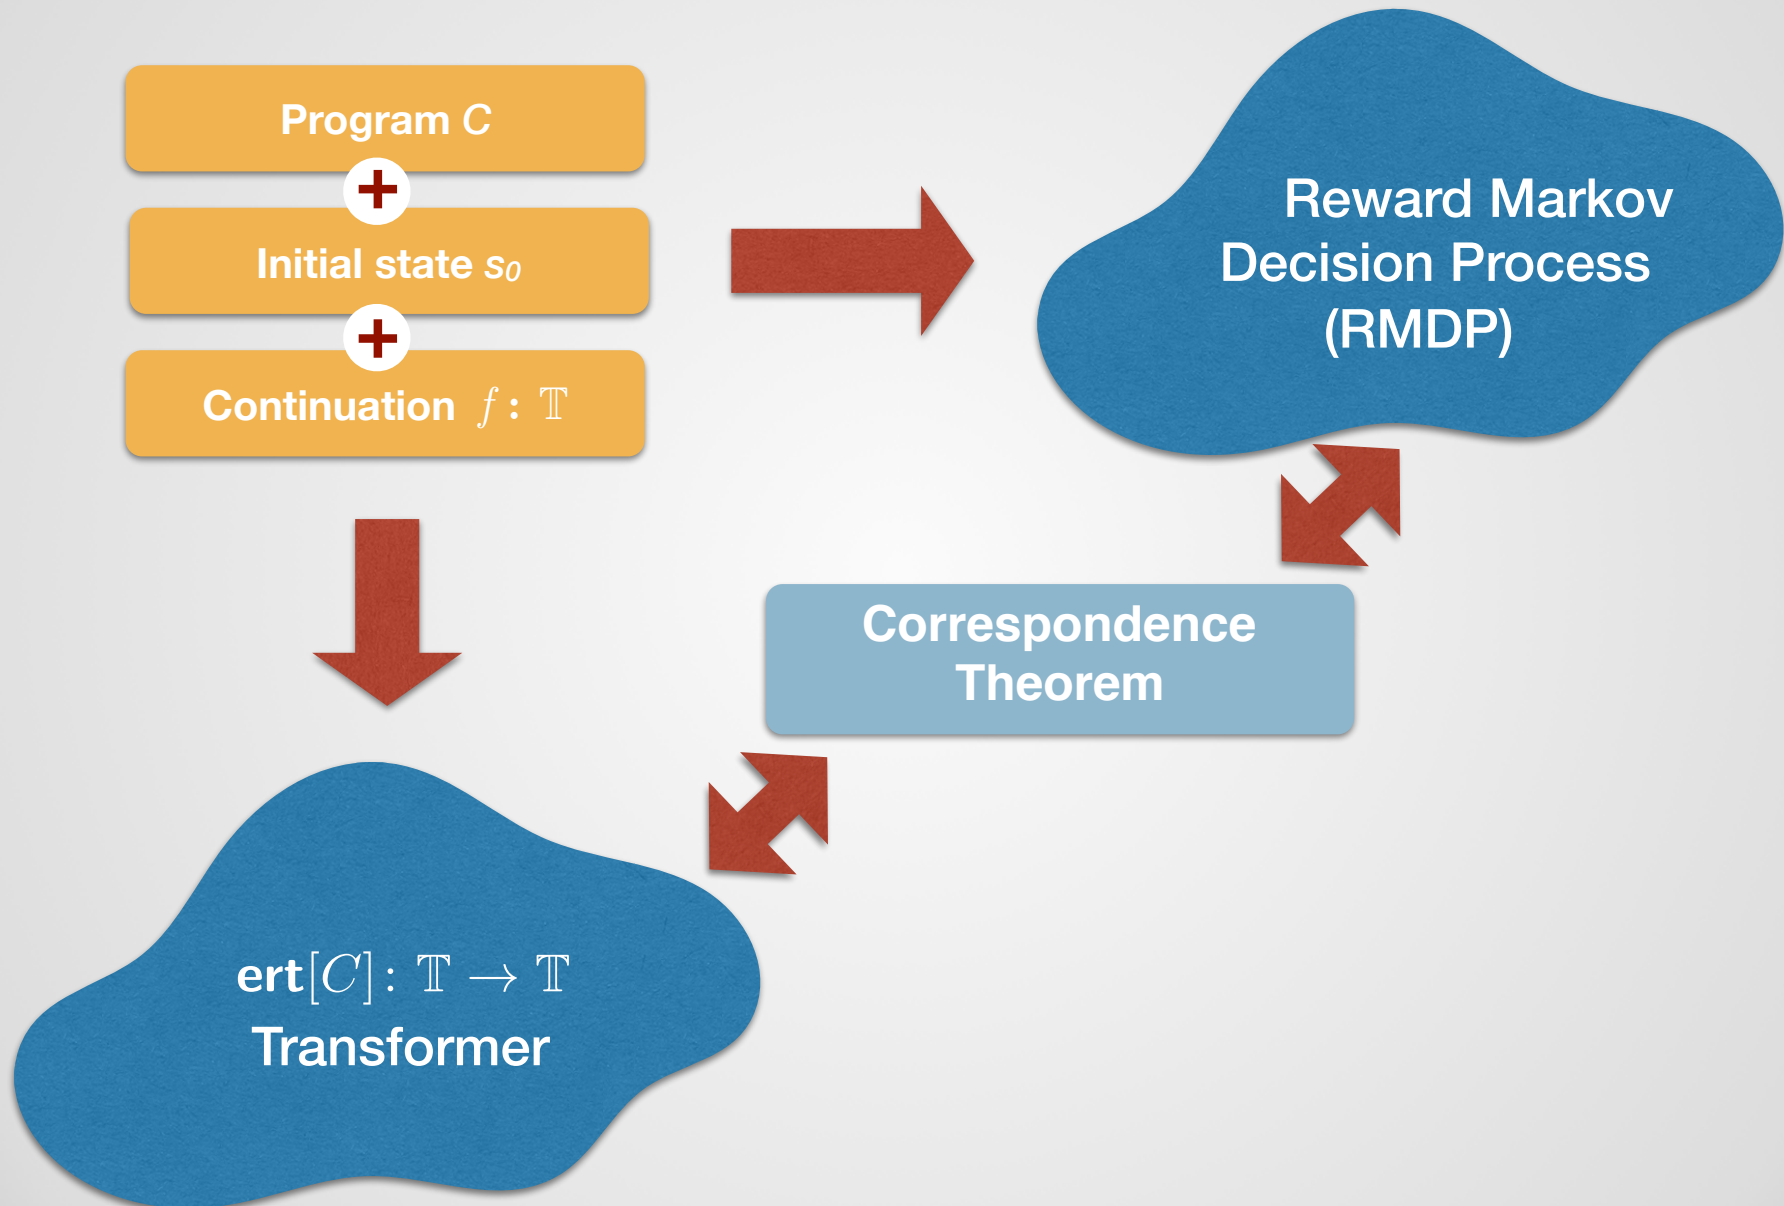 Program C
+
Initial state s₀
+
Continuation f : 𝕋
Reward Markov
Decision Process
(RMDP)
Correspondence
Theorem
ert[C] : 𝕋 → 𝕋
Transformer